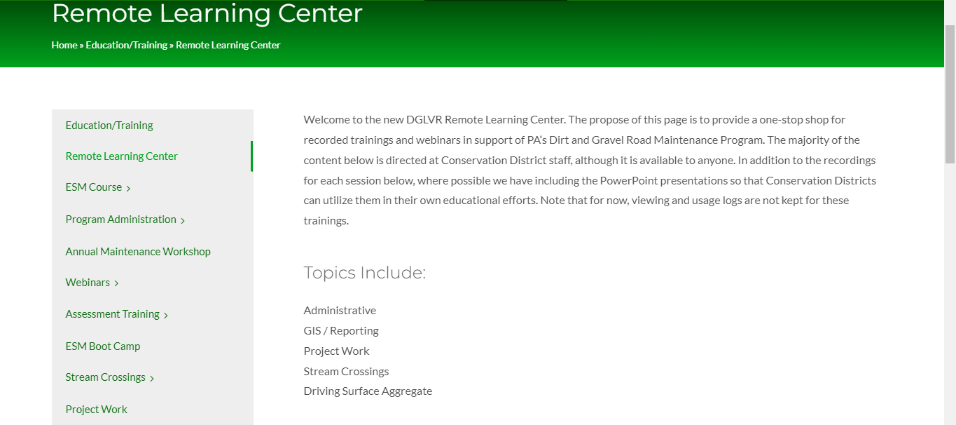 Remote Learning Center
Home » Education/Training » Remote Learning Center
Education/Training
Remote Learning Center
ESM Course ›
Program Administration ›
Annual Maintenance Workshop
Webinars ›
Assessment Training ›
ESM Boot Camp
Stream Crossings ›
Project Work
Welcome to the new DGLVR Remote Learning Center. The propose of this page is to provide a one-stop shop for
recorded trainings and webinars in support of PA's Dirt and Gravel Road Maintenance Program. The majority of the
content below is directed at Conservation District staff, although it is available to anyone. In addition to the recordings
for each session below, where possible we have including the PowerPoint presentations so that Conservation Districts
can utilize them in their own educational efforts. Note that for now, viewing and usage logs are not kept for these
trainings.
Topics Include:
Administrative
GIS / Reporting
Project Work
Stream Crossings
Driving Surface Aggregate